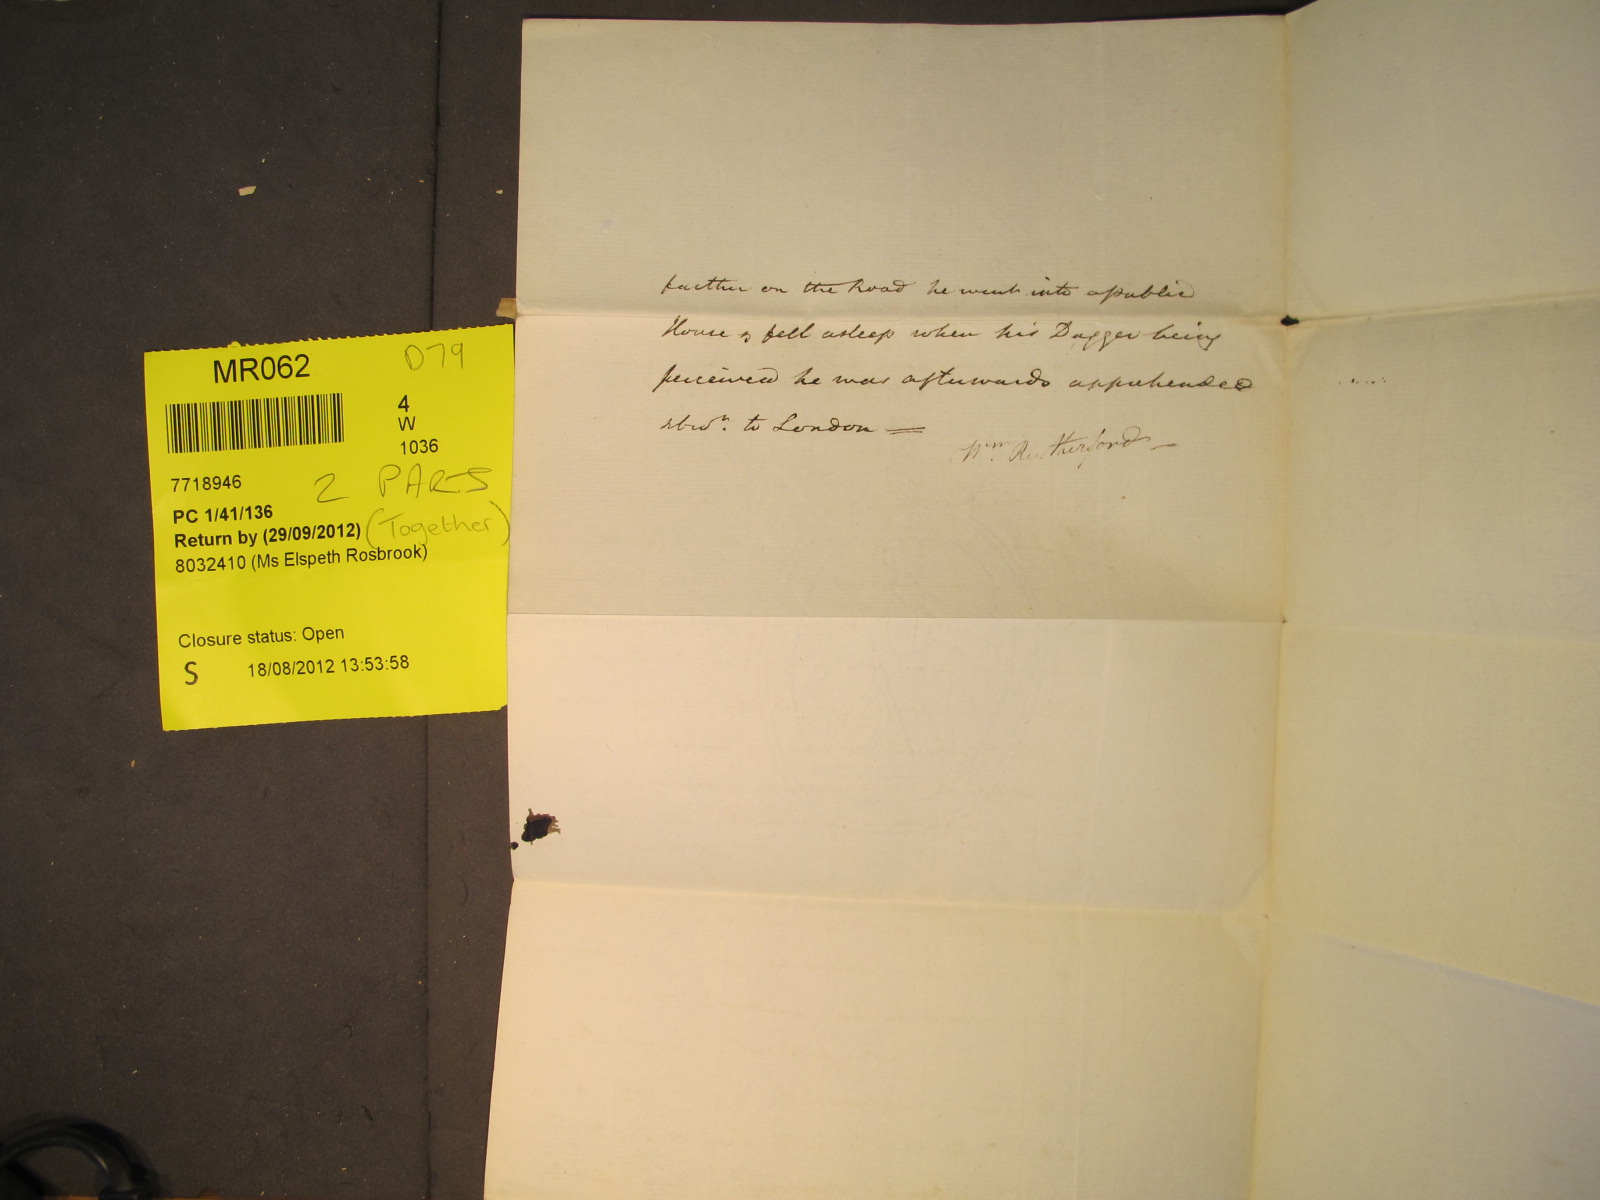 MR062
D79
4
W
1036
7718946
2 PARTS
PC 1/41/136
Return by (29/09/2012) (Together)
8032410 (Ms Elspeth Rosbrook)
Closure status: Open
S 18/08/2012 13:53:58
farther on the Road he went into a public
House & fell asleep when his Dagger being
perceived he was afterwards apprehended
to London =
Wm. Rutherford